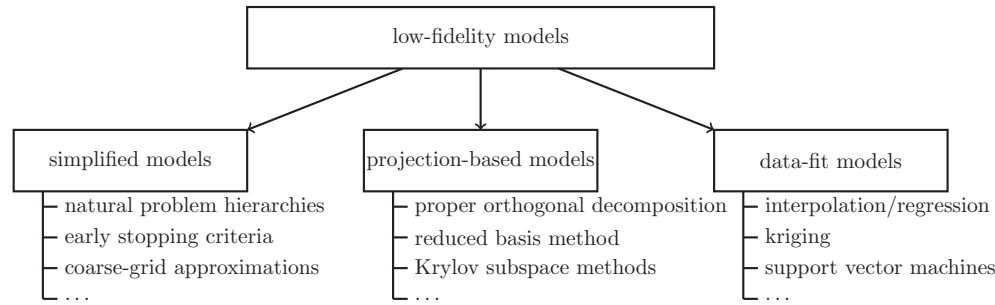 low-fidelity models
simplified models
natural problem hierarchies
early stopping criteria
coarse-grid approximations
...
projection-based models
proper orthogonal decomposition
reduced basis method
Krylov subspace methods
...
data-fit models
interpolation/regression
kriging
support vector machines
...